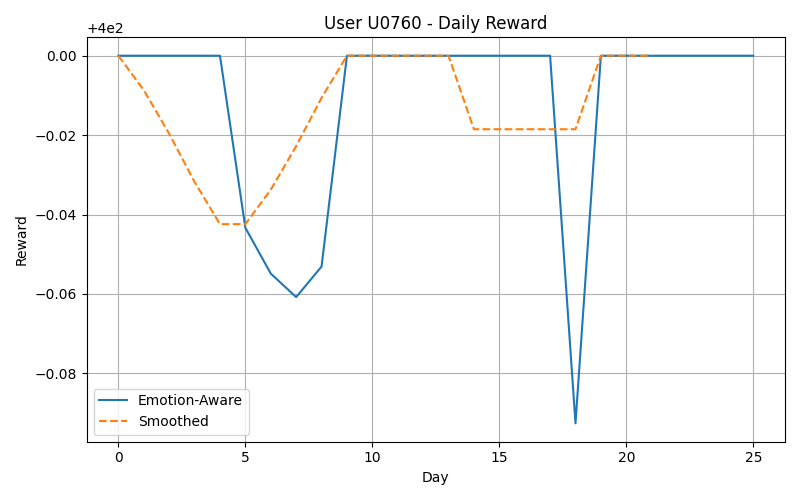 User U0760 - Daily Reward
+4e2
0.00
−0.02
−0.04
−0.06
−0.08
Reward
Emotion-Aware
Smoothed
0 5 10 15 20 25
Day